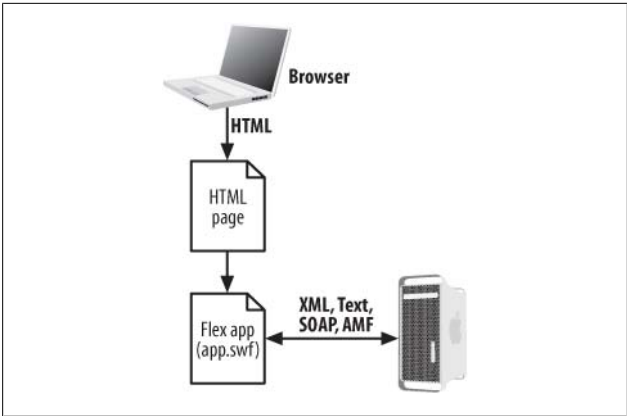 Browser
HTML
HTML
page
XML, Text,
SOAP, AMF
Flex app
(app.swf)